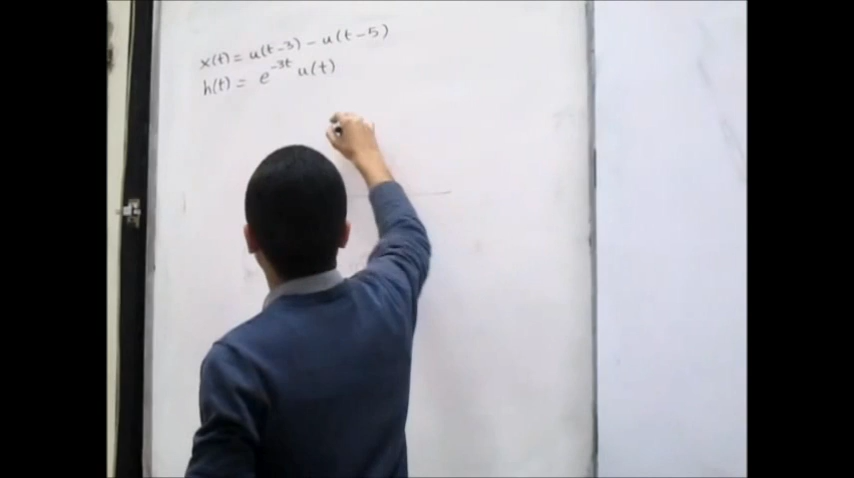 x(t) = u(t-3) - u(t-5)
h(t) = e^{-3t} u(t)